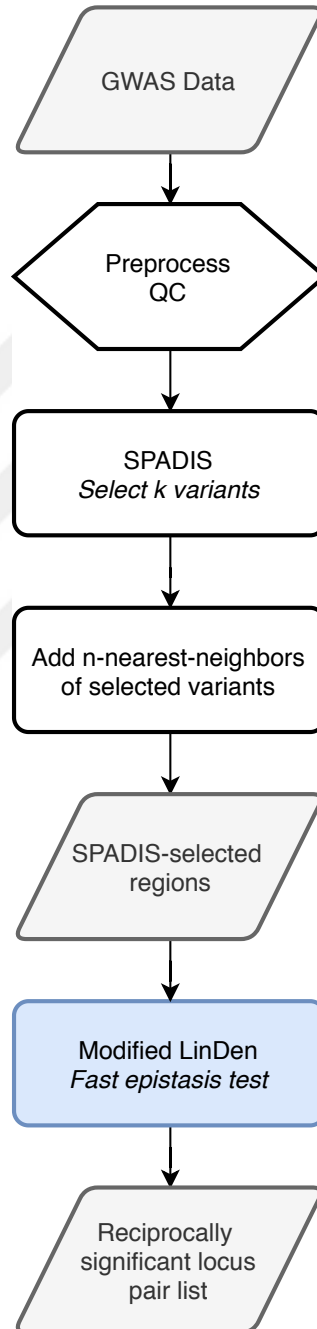 GWAS Data
Preprocess
QC
SPADIS
Select k variants
Add n-nearest-neighbors
of selected variants
SPADIS-selected
regions
Modified LinDen
Fast epistasis test
Reciprocally
significant locus
pair list